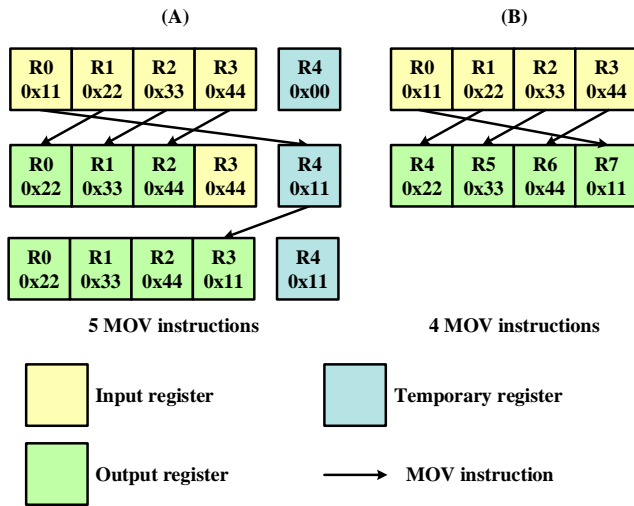 (A) (B)
R0 R1 R2 R3 R4 R0 R1 R2 R3
0x11 0x22 0x33 0x44 0x00 0x11 0x22 0x33 0x44
R0 R1 R2 R3 R4 R4 R5 R6 R7
0x22 0x33 0x44 0x44 0x11 0x22 0x33 0x44 0x11
R0 R1 R2 R3 R4
0x22 0x33 0x44 0x11 0x11
5 MOV instructions 4 MOV instructions
Input register Temporary register
Output register MOV instruction